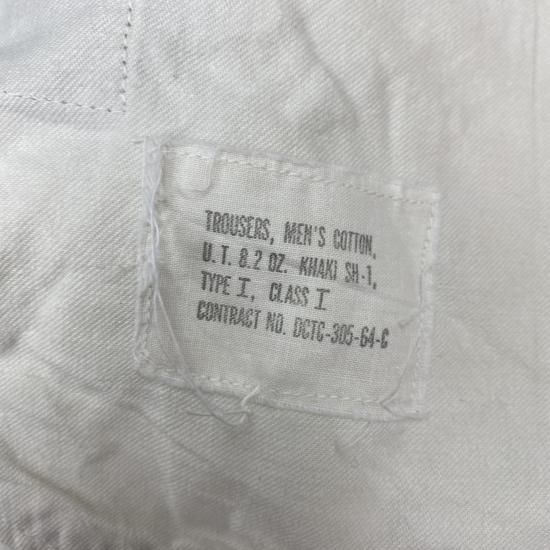 TROUSERS, MEN'S COTTON,
U.T. 8.2 OZ. KHAKI SH-1,
TYPE I, CLASS I
CONTRACT NO. DCTC-305-64-C